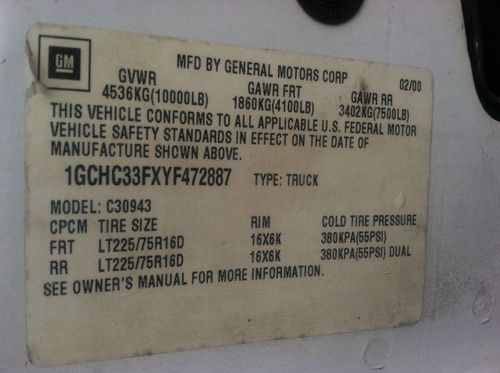 GM
MFD BY GENERAL MOTORS CORP 02/00
GVWR GAWR FRT GAWR RR
4536KG(10000LB) 1860KG(4100LB) 3402KG(7500LB)
THIS VEHICLE CONFORMS TO ALL APPLICABLE U.S. FEDERAL MOTOR
VEHICLE SAFETY STANDARDS IN EFFECT ON THE DATE OF
MANUFACTURE SHOWN ABOVE.
1GCHC33FXYF472887 TYPE: TRUCK
MODEL: C30943
CPCM TIRE SIZE RIM COLD TIRE PRESSURE
FRT LT225/75R16D 16X6K 380KPA(55PSI)
RR LT225/75R16D 16X6K 380KPA(55PSI) DUAL
SEE OWNER'S MANUAL FOR MORE INFORMATION.